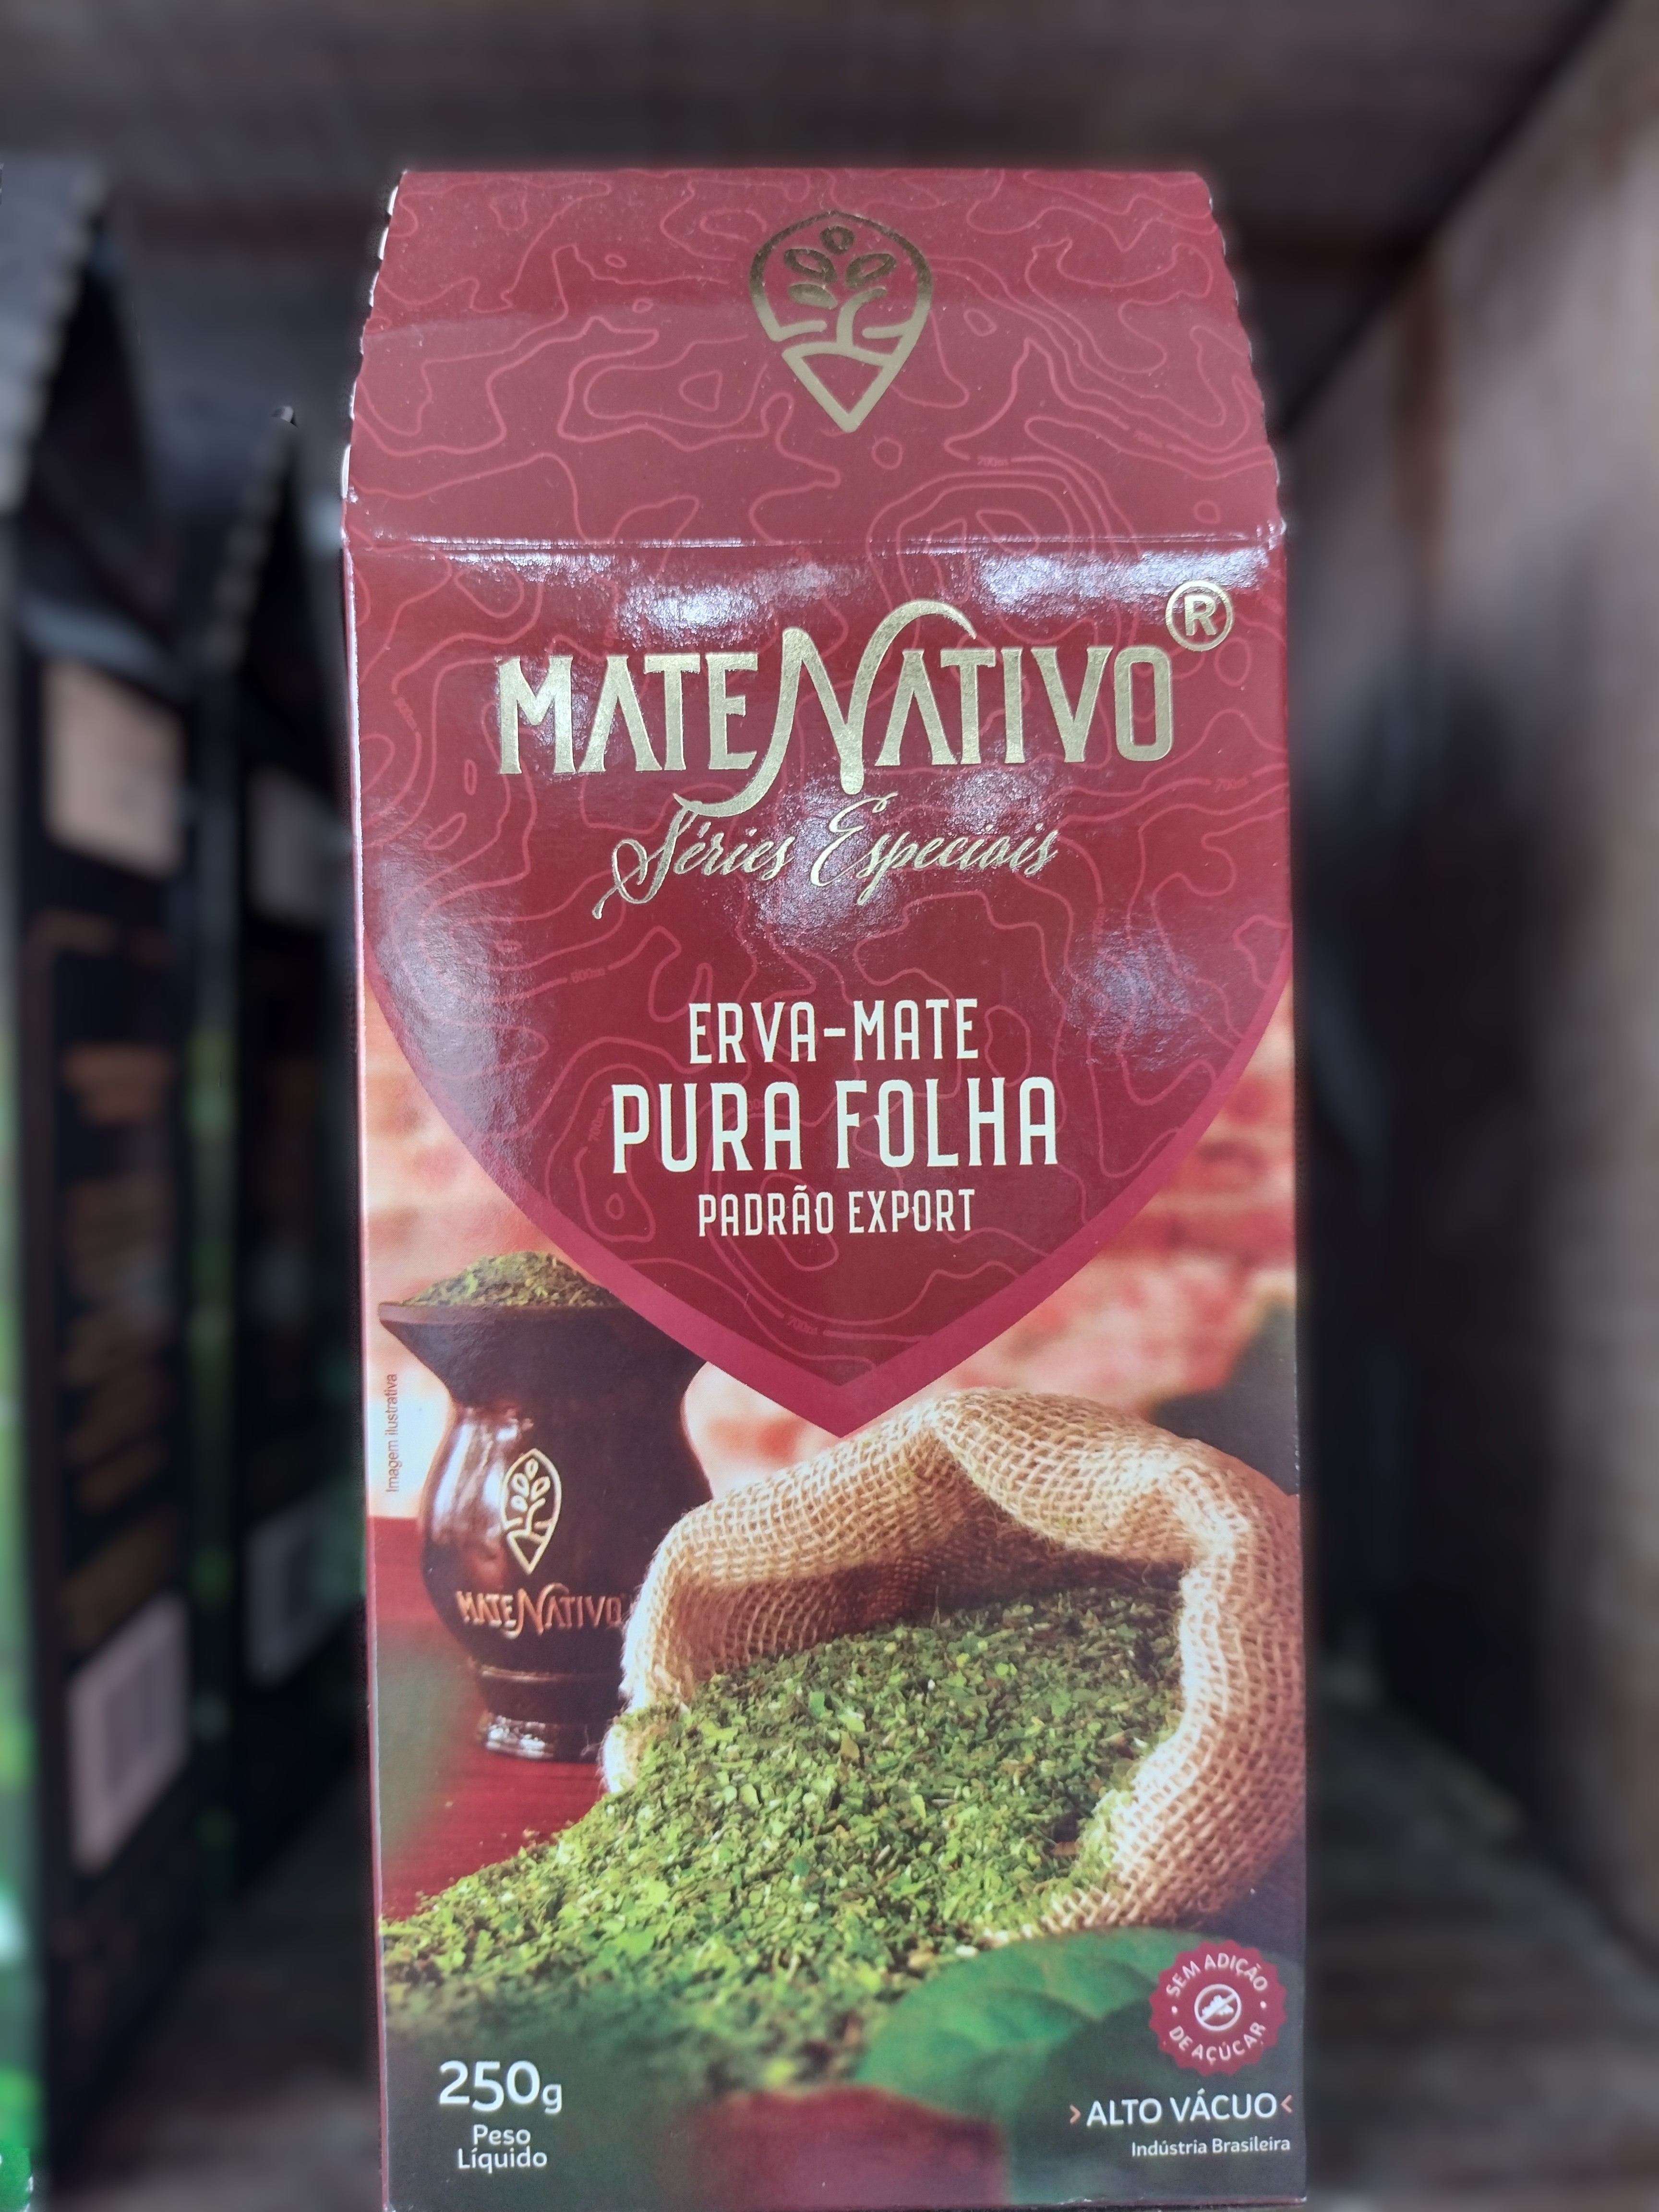 MATENATIVO®
Séries Especiais
ERVA-MATE
PURA FOLHA
PADRÃO EXPORT
Imagem ilustrativa
MATENATIVO
SEM ADIÇÃO
DE AÇÚCAR
250g
Peso
Líquido
>ALTO VÁCUO<
Indústria Brasileira